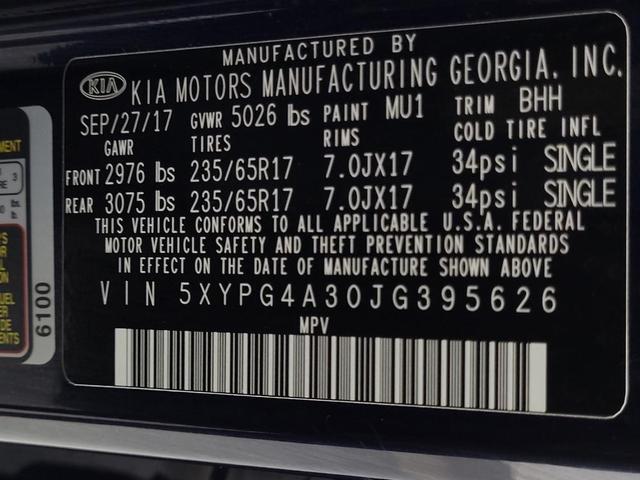 MANUFACTURED BY
KIA KIA MOTORS MANUFACTURING GEORGIA, INC.
SEP/27/17 GVWR 5026 lbs PAINT MU1 TRIM BHH
GAWR TIRES RIMS COLD TIRE INFL
FRONT 2976 lbs 235/65R17 7.0JX17 34psi SINGLE
REAR 3075 lbs 235/65R17 7.0JX17 34psi SINGLE
THIS VEHICLE CONFORMS TO ALL APPLICABLE U.S.A. FEDERAL
MOTOR VEHICLE SAFETY AND THEFT PREVENTION STANDARDS
IN EFFECT ON THE DATE OF MANUFACTURE SHOWN ABOVE
VIN 5XYPG4A30JG395626
MPV
6100